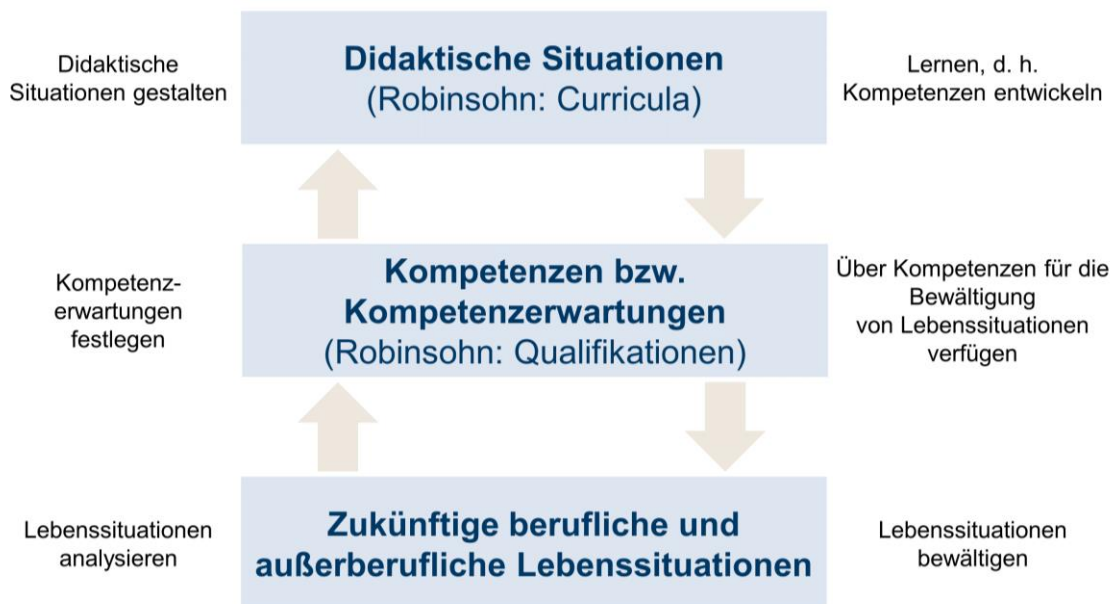 Didaktische
Situationen gestalten
Didaktische Situationen
(Robinsohn: Curricula)
Lernen, d. h.
Kompetenzen entwickeln
Kompetenz-
erwartungen
festlegen
Kompetenzen bzw.
Kompetenzerwartungen
(Robinsohn: Qualifikationen)
Über Kompetenzen für die
Bewältigung
von Lebenssituationen
verfügen
Lebenssituationen
analysieren
Zukünftige berufliche und
außerberufliche Lebenssituationen
Lebenssituationen
bewältigen